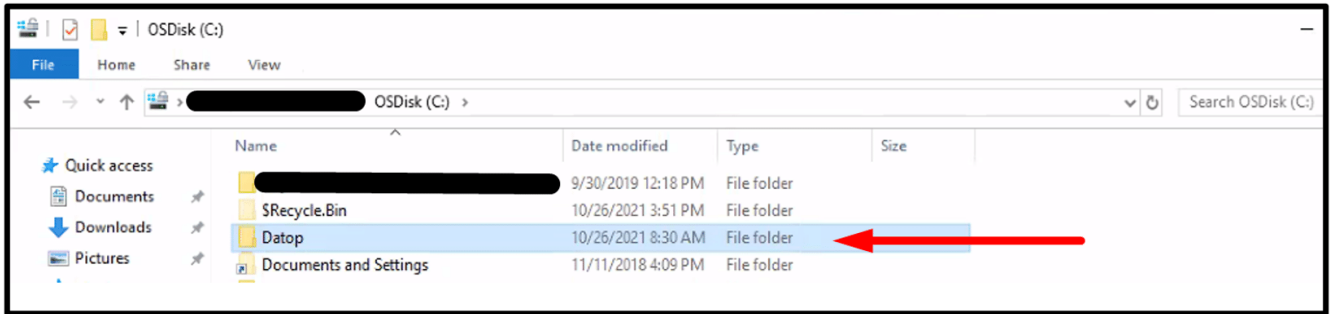 OSDisk (C:)
File Home Share View
OSDisk (C:) Search OSDisk (C:)
Name Date modified Type Size
Quick access
9/30/2019 12:18 PM File folder
Documents
$Recycle.Bin 10/26/2021 3:51 PM File folder
Downloads
Datop 10/26/2021 8:30 AM File folder
Pictures
Documents and Settings 11/11/2018 4:09 PM File folder